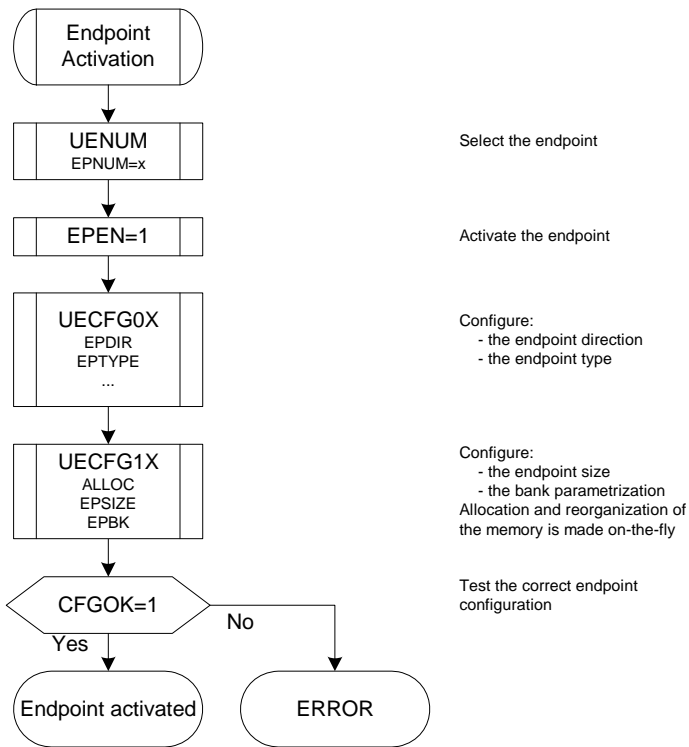 Endpoint
Activation
UENUM
EPNUM=x
Select the endpoint
EPEN=1
Activate the endpoint
UECFG0X
EPDIR
EPTYPE
...
Configure:
- the endpoint direction
- the endpoint type
UECFG1X
ALLOC
EPSIZE
EPBK
Configure:
- the endpoint size
- the bank parametrization
Allocation and reorganization of
the memory is made on-the-fly
CFGOK=1
Test the correct endpoint
configuration
No
Yes
Endpoint activated
ERROR